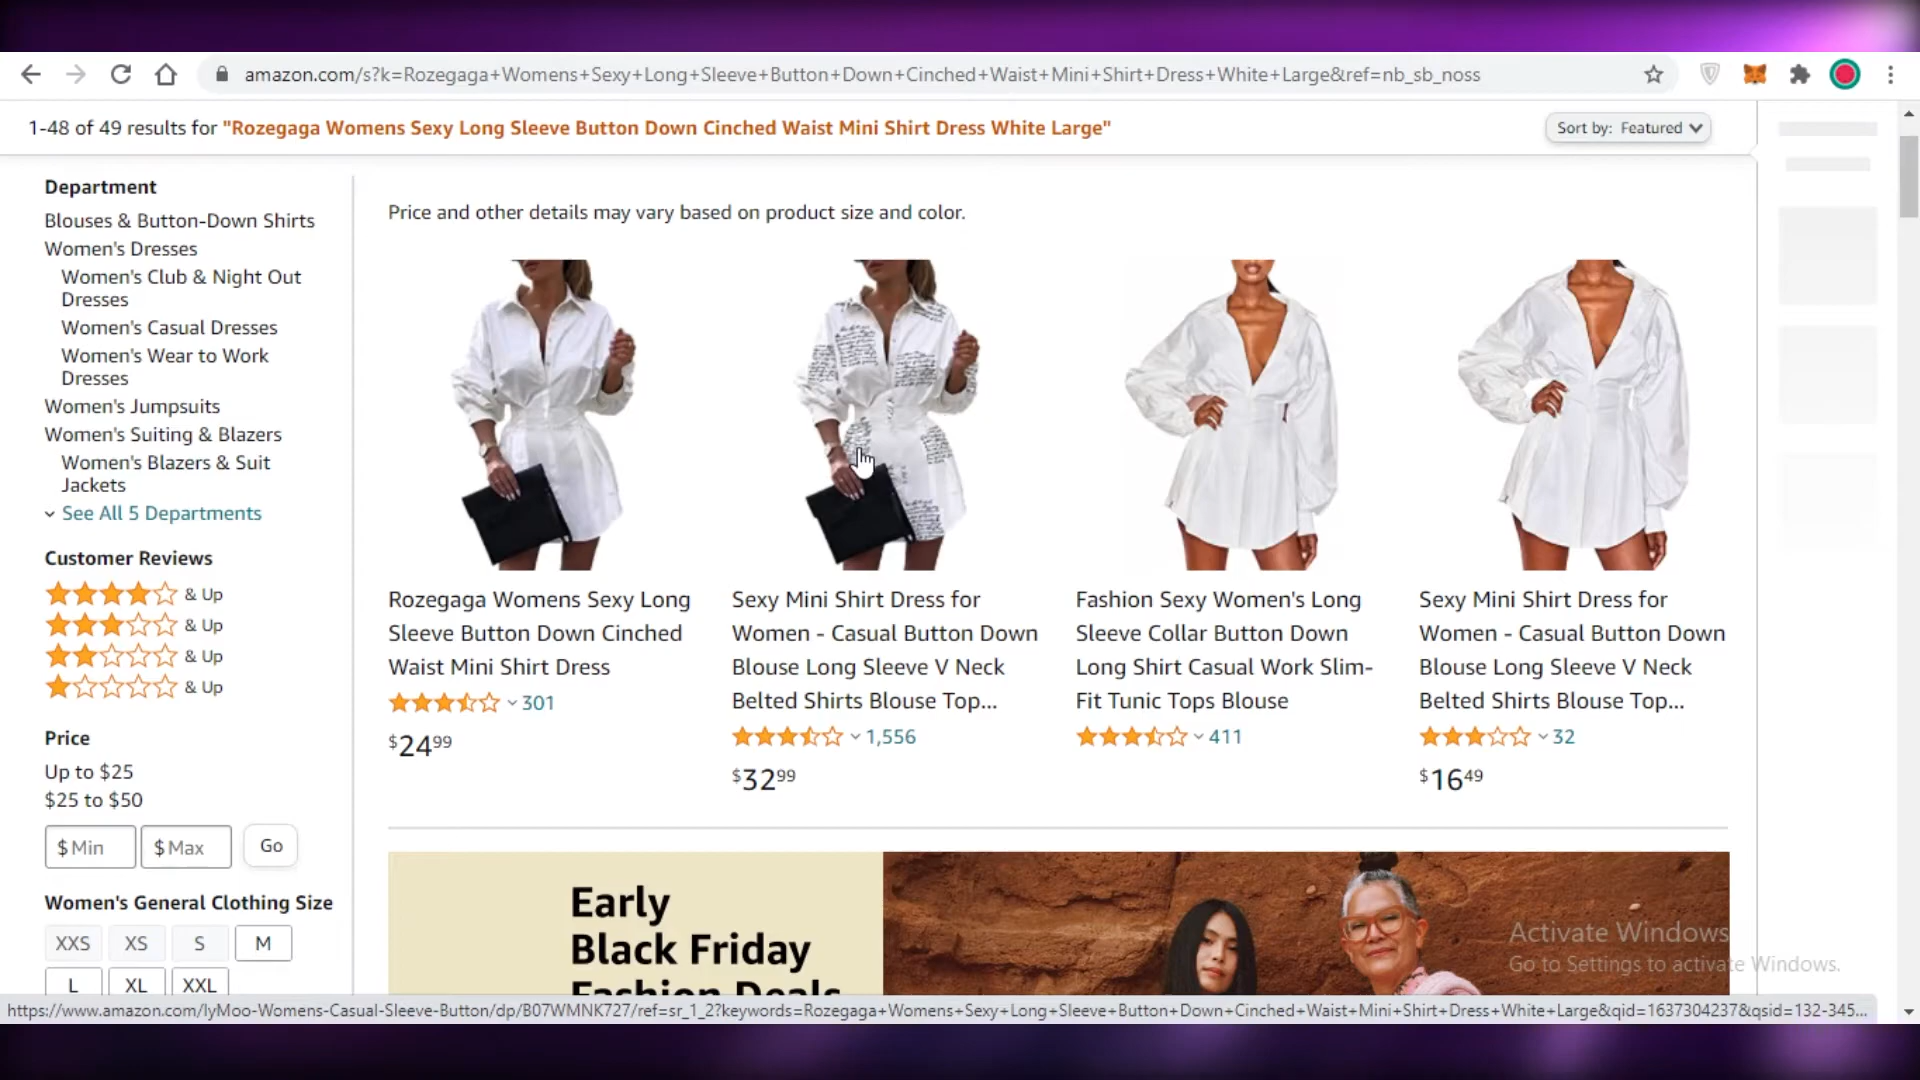 amazon.com/s?k=Rozegaga+Womens+Sexy+Long+Sleeve+Button+Down+Cinched+Waist+Mini+Shirt+Dress+White+Large&ref=nb_sb_noss
1-48 of 49 results for "Rozegaga Womens Sexy Long Sleeve Button Down Cinched Waist Mini Shirt Dress White Large"
Sort by: Featured
Department
Blouses & Button-Down Shirts
Women's Dresses
Women's Club & Night Out
Dresses
Women's Casual Dresses
Women's Wear to Work
Dresses
Women's Jumpsuits
Women's Suiting & Blazers
Women's Blazers & Suit
Jackets
See All 5 Departments
Customer Reviews
& Up
& Up
& Up
& Up
Price
Up to $25
$25 to $50
$ Min
$ Max
Go
Women's General Clothing Size
XXS
XS
S
M
L
XL
XXL
Price and other details may vary based on product size and color.
Rozegaga Womens Sexy Long
Sleeve Button Down Cinched
Waist Mini Shirt Dress
301
$24.99
Sexy Mini Shirt Dress for
Women - Casual Button Down
Blouse Long Sleeve V Neck
Belted Shirts Blouse Top...
1,556
$32.99
Fashion Sexy Women's Long
Sleeve Collar Button Down
Long Shirt Casual Work Slim-
Fit Tunic Tops Blouse
411
Sexy Mini Shirt Dress for
Women - Casual Button Down
Blouse Long Sleeve V Neck
Belted Shirts Blouse Top...
32
$16.49
Early
Black Friday
Fashion Deals
Activate Windows
Go to Settings to activate Windows.
https://www.amazon.com/IyMoo-Womens-Casual-Sleeve-Button/dp/B07WMNK727/ref=sr_1_2?keywords=Rozegaga+Womens+Sexy+Long+Sleeve+Button+Down+Cinched+Waist+Mini+Shirt+Dress+White+Large&qid=1637304237&qsid=132-345...